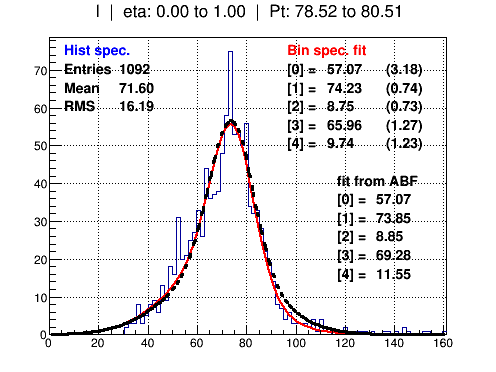 I | eta: 0.00 to 1.00 | Pt: 78.52 to 80.51
Hist spec.
Entries 1092
Mean 71.60
RMS 16.19
Bin spec. fit
[0] = 57.07 (3.18)
[1] = 74.23 (0.74)
[2] = 8.75 (0.73)
[3] = 65.96 (1.27)
[4] = 9.74 (1.23)
fit from ABF
[0] = 57.07
[1] = 73.85
[2] = 8.85
[3] = 69.28
[4] = 11.55
70
60
50
40
30
20
10
0
0 20 40 60 80 100 120 140 160